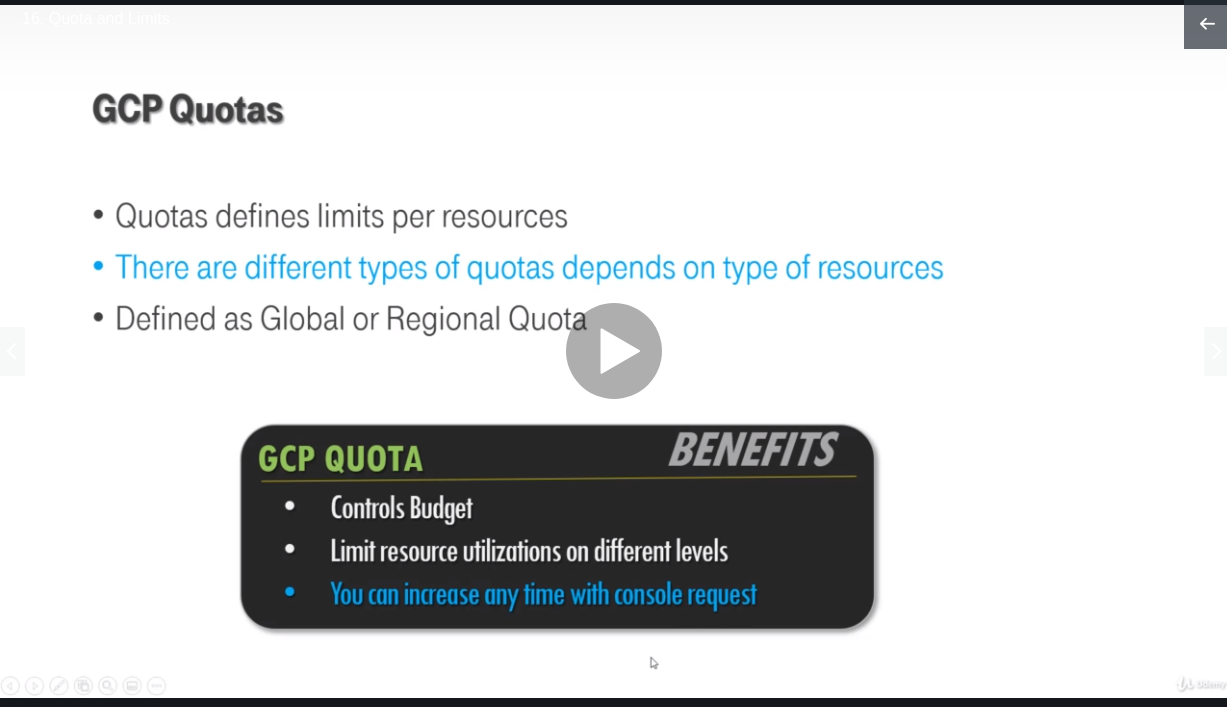 16. Quota and Limits
GCP Quotas
• Quotas defines limits per resources
• There are different types of quotas depends on type of resources
• Defined as Global or Regional Quota
GCP QUOTA
BENEFITS
• Controls Budget
• Limit resource utilizations on different levels
• You can increase any time with console request
Udemy